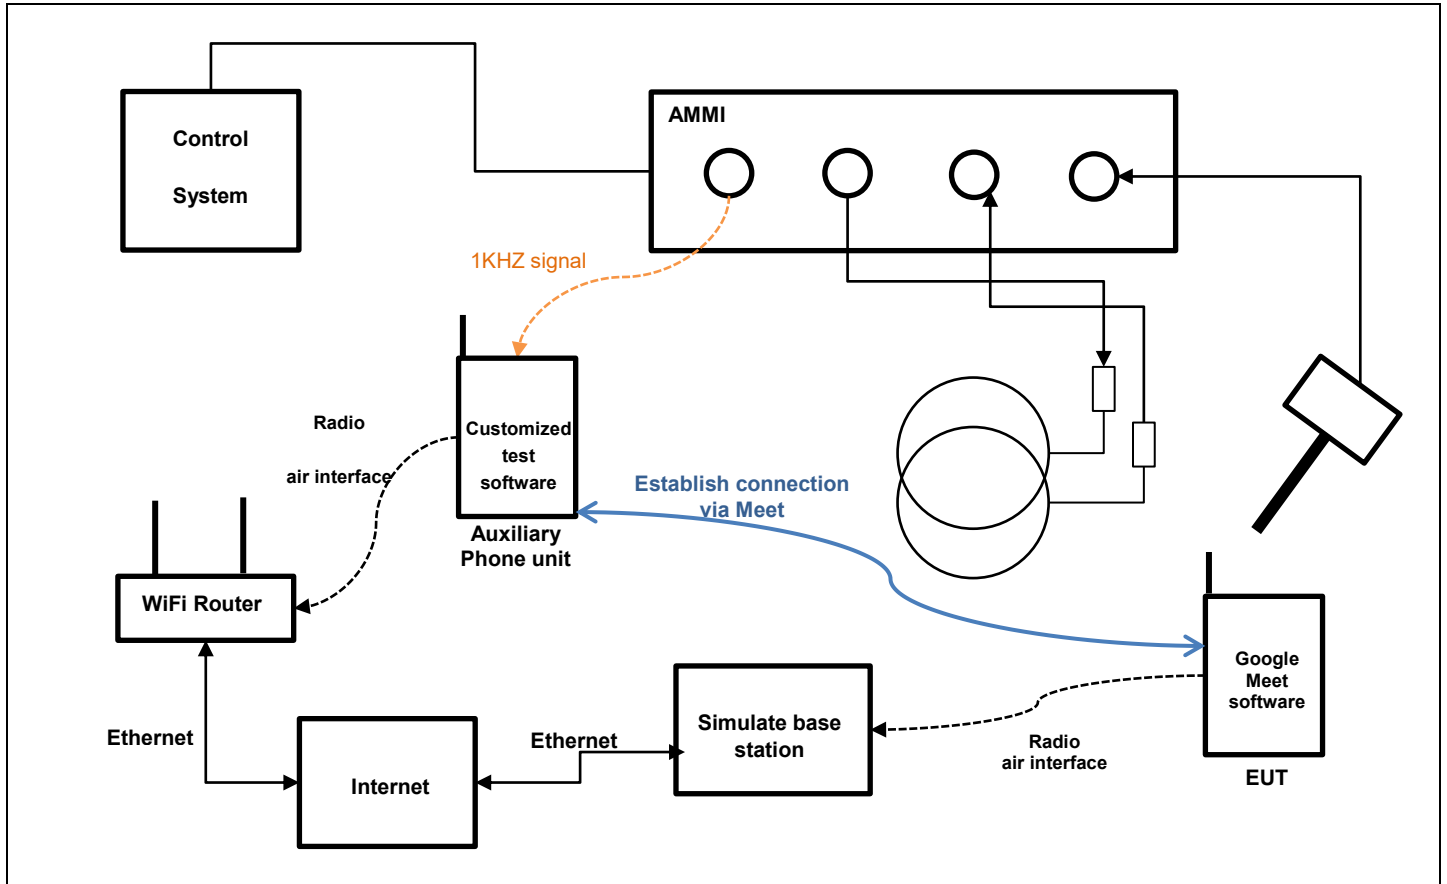 AMMI
Control
System
1KHZ signal
Radio
air interface
Customized
test
software
Establish connection
via Meet
Auxiliary
Phone unit
WiFi Router
Google
Meet
software
Simulate base
station
Ethernet
Ethernet
Radio
air interface
EUT
Internet